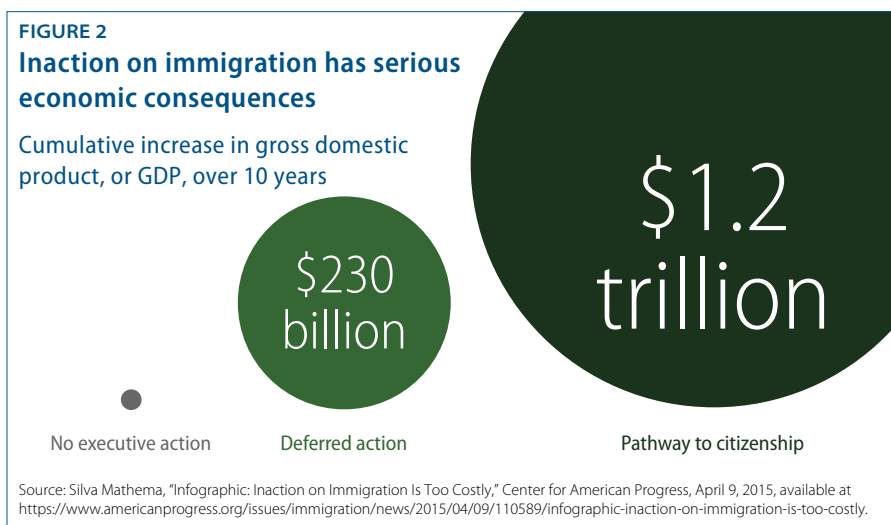 FIGURE 2
Inaction on immigration has serious
economic consequences
Cumulative increase in gross domestic
product, or GDP, over 10 years
$230
billion
$1.2
trillion
No executive action
Deferred action
Pathway to citizenship
Source: Silva Mathema, “Infographic: Inaction on Immigration Is Too Costly,” Center for American Progress, April 9, 2015, available at
https://www.americanprogress.org/issues/immigration/news/2015/04/09/110589/infographic-inaction-on-immigration-is-too-costly.